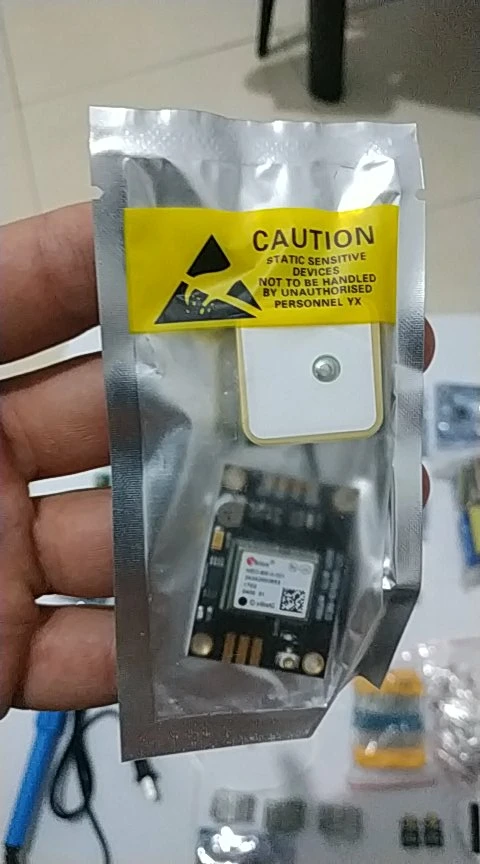 CAUTION
STATIC SENSITIVE
DEVICES
NOT TO BE HANDLED
BY UNAUTHORISED
PERSONNEL YX